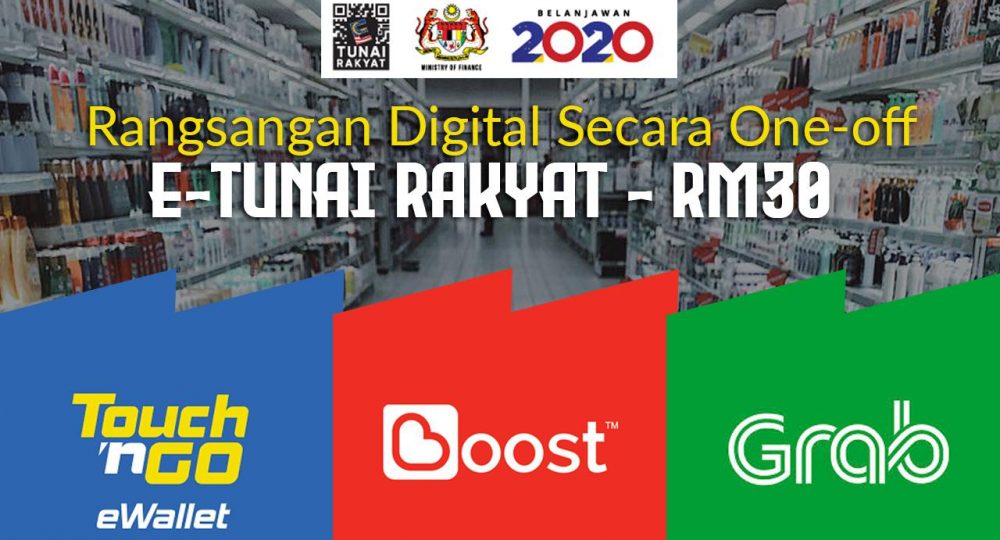 TUNAI
RAKYAT
MINISTRY OF FINANCE
BELANJAWAN
2020
Rangsangan Digital Secara One-off
E-TUNAI RAKYAT - RM30
Touch
'n GO
eWallet
Boost™
Grab